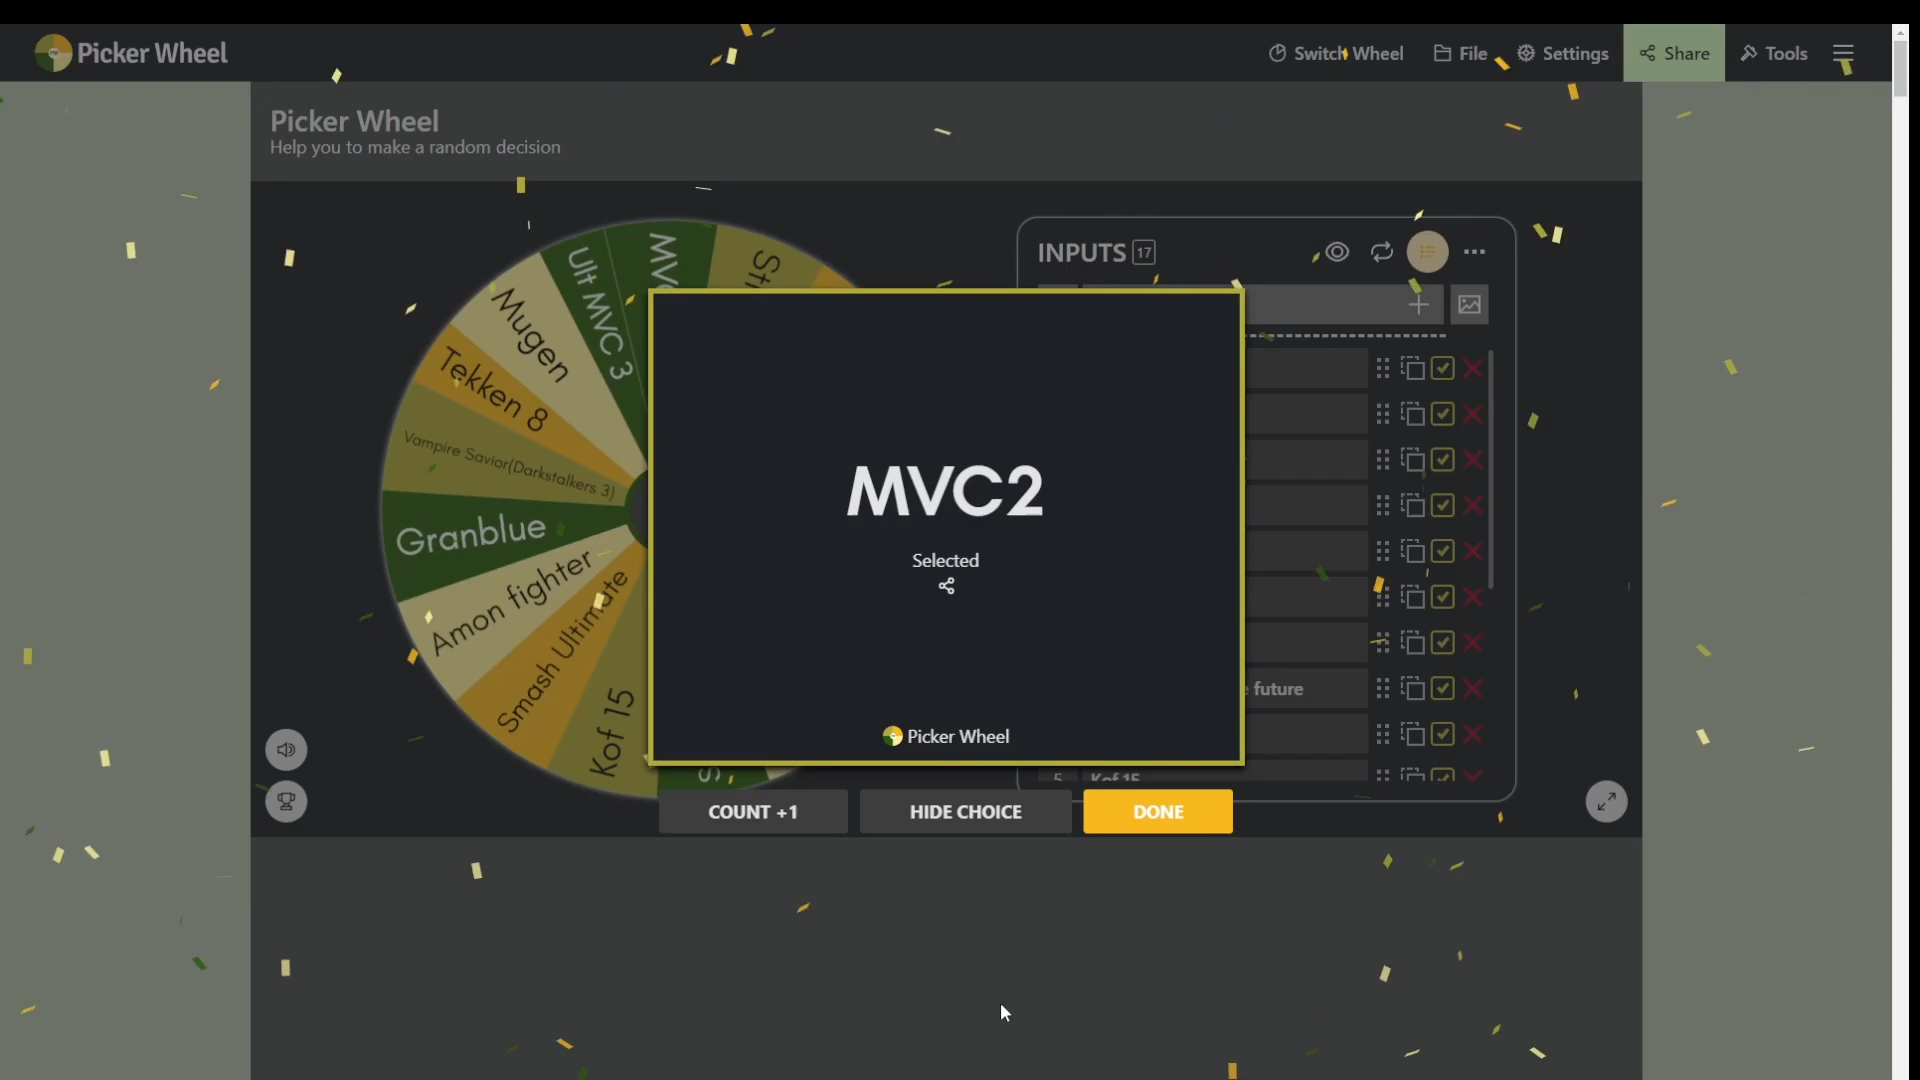 Picker Wheel
Switch Wheel
File
Settings
Share
Tools
Picker Wheel
Help you to make a random decision
INPUTS 17
Ult MVC 3
Mugen
Tekken 8
Vampire Savior(Darkstalkers 3)
Granblue
Amon fighter
Smash Ultimate
Kof 15
MVC2
Selected
Picker Wheel
future
Kof 15
COUNT +1
HIDE CHOICE
DONE